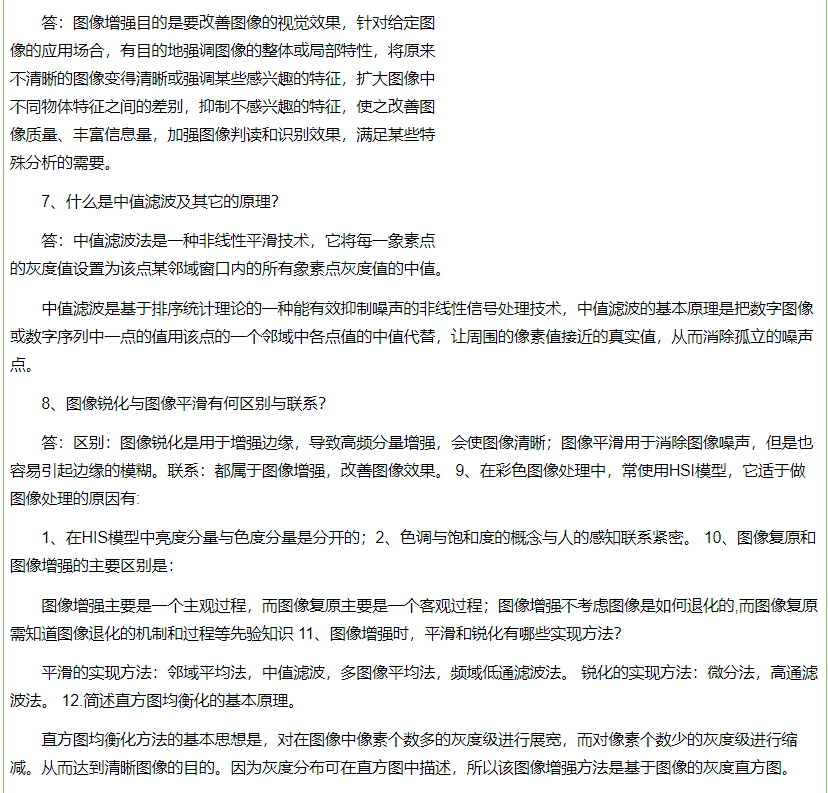 答：图像增强目的是要改善图像的视觉效果，针对给定图
像的应用场合，有目的地强调图像的整体或局部特性，将原来
不清晰的图像变得清晰或强调某些感兴趣的特征，扩大图像中
不同物体特征之间的差别，抑制不感兴趣的特征，使之改善图
像质量、丰富信息量，加强图像判读和识别效果，满足某些特
殊分析的需要。
7、什么是中值滤波及其它的原理？
答：中值滤波法是一种非线性平滑技术，它将每一象素点
的灰度值设置为该点某邻域窗口内的所有象素点灰度值的中值。
中值滤波是基于排序统计理论的一种能有效抑制噪声的非线性信号处理技术，中值滤波的基本原理是把数字图像
或数字序列中一点的值用该点的一个邻域中各点值的中值代替，让周围的像素值接近的真实值，从而消除孤立的噪声
点。
8、图像锐化与图像平滑有何区别与联系？
答：区别：图像锐化是用于增强边缘，导致高频分量增强，会使图像清晰；图像平滑用于消除图像噪声，但是也
容易引起边缘的模糊。联系：都属于图像增强，改善图像效果。 9、在彩色图像处理中，常使用HSI模型，它适于做
图像处理的原因有:
1、在HIS模型中亮度分量与色度分量是分开的；2、色调与饱和度的概念与人的感知联系紧密。 10、图像复原和
图像增强的主要区别是：
图像增强主要是一个主观过程，而图像复原主要是一个客观过程；图像增强不考虑图像是如何退化的,而图像复原
需知道图像退化的机制和过程等先验知识 11、图像增强时，平滑和锐化有哪些实现方法？
平滑的实现方法：邻域平均法，中值滤波，多图像平均法，频域低通滤波法。 锐化的实现方法：微分法，高通滤
波法。 12.简述直方图均衡化的基本原理。
直方图均衡化方法的基本思想是，对在图像中像素个数多的灰度级进行展宽，而对像素个数少的灰度级进行缩
减。从而达到清晰图像的目的。因为灰度分布可在直方图中描述，所以该图像增强方法是基于图像的灰度直方图。